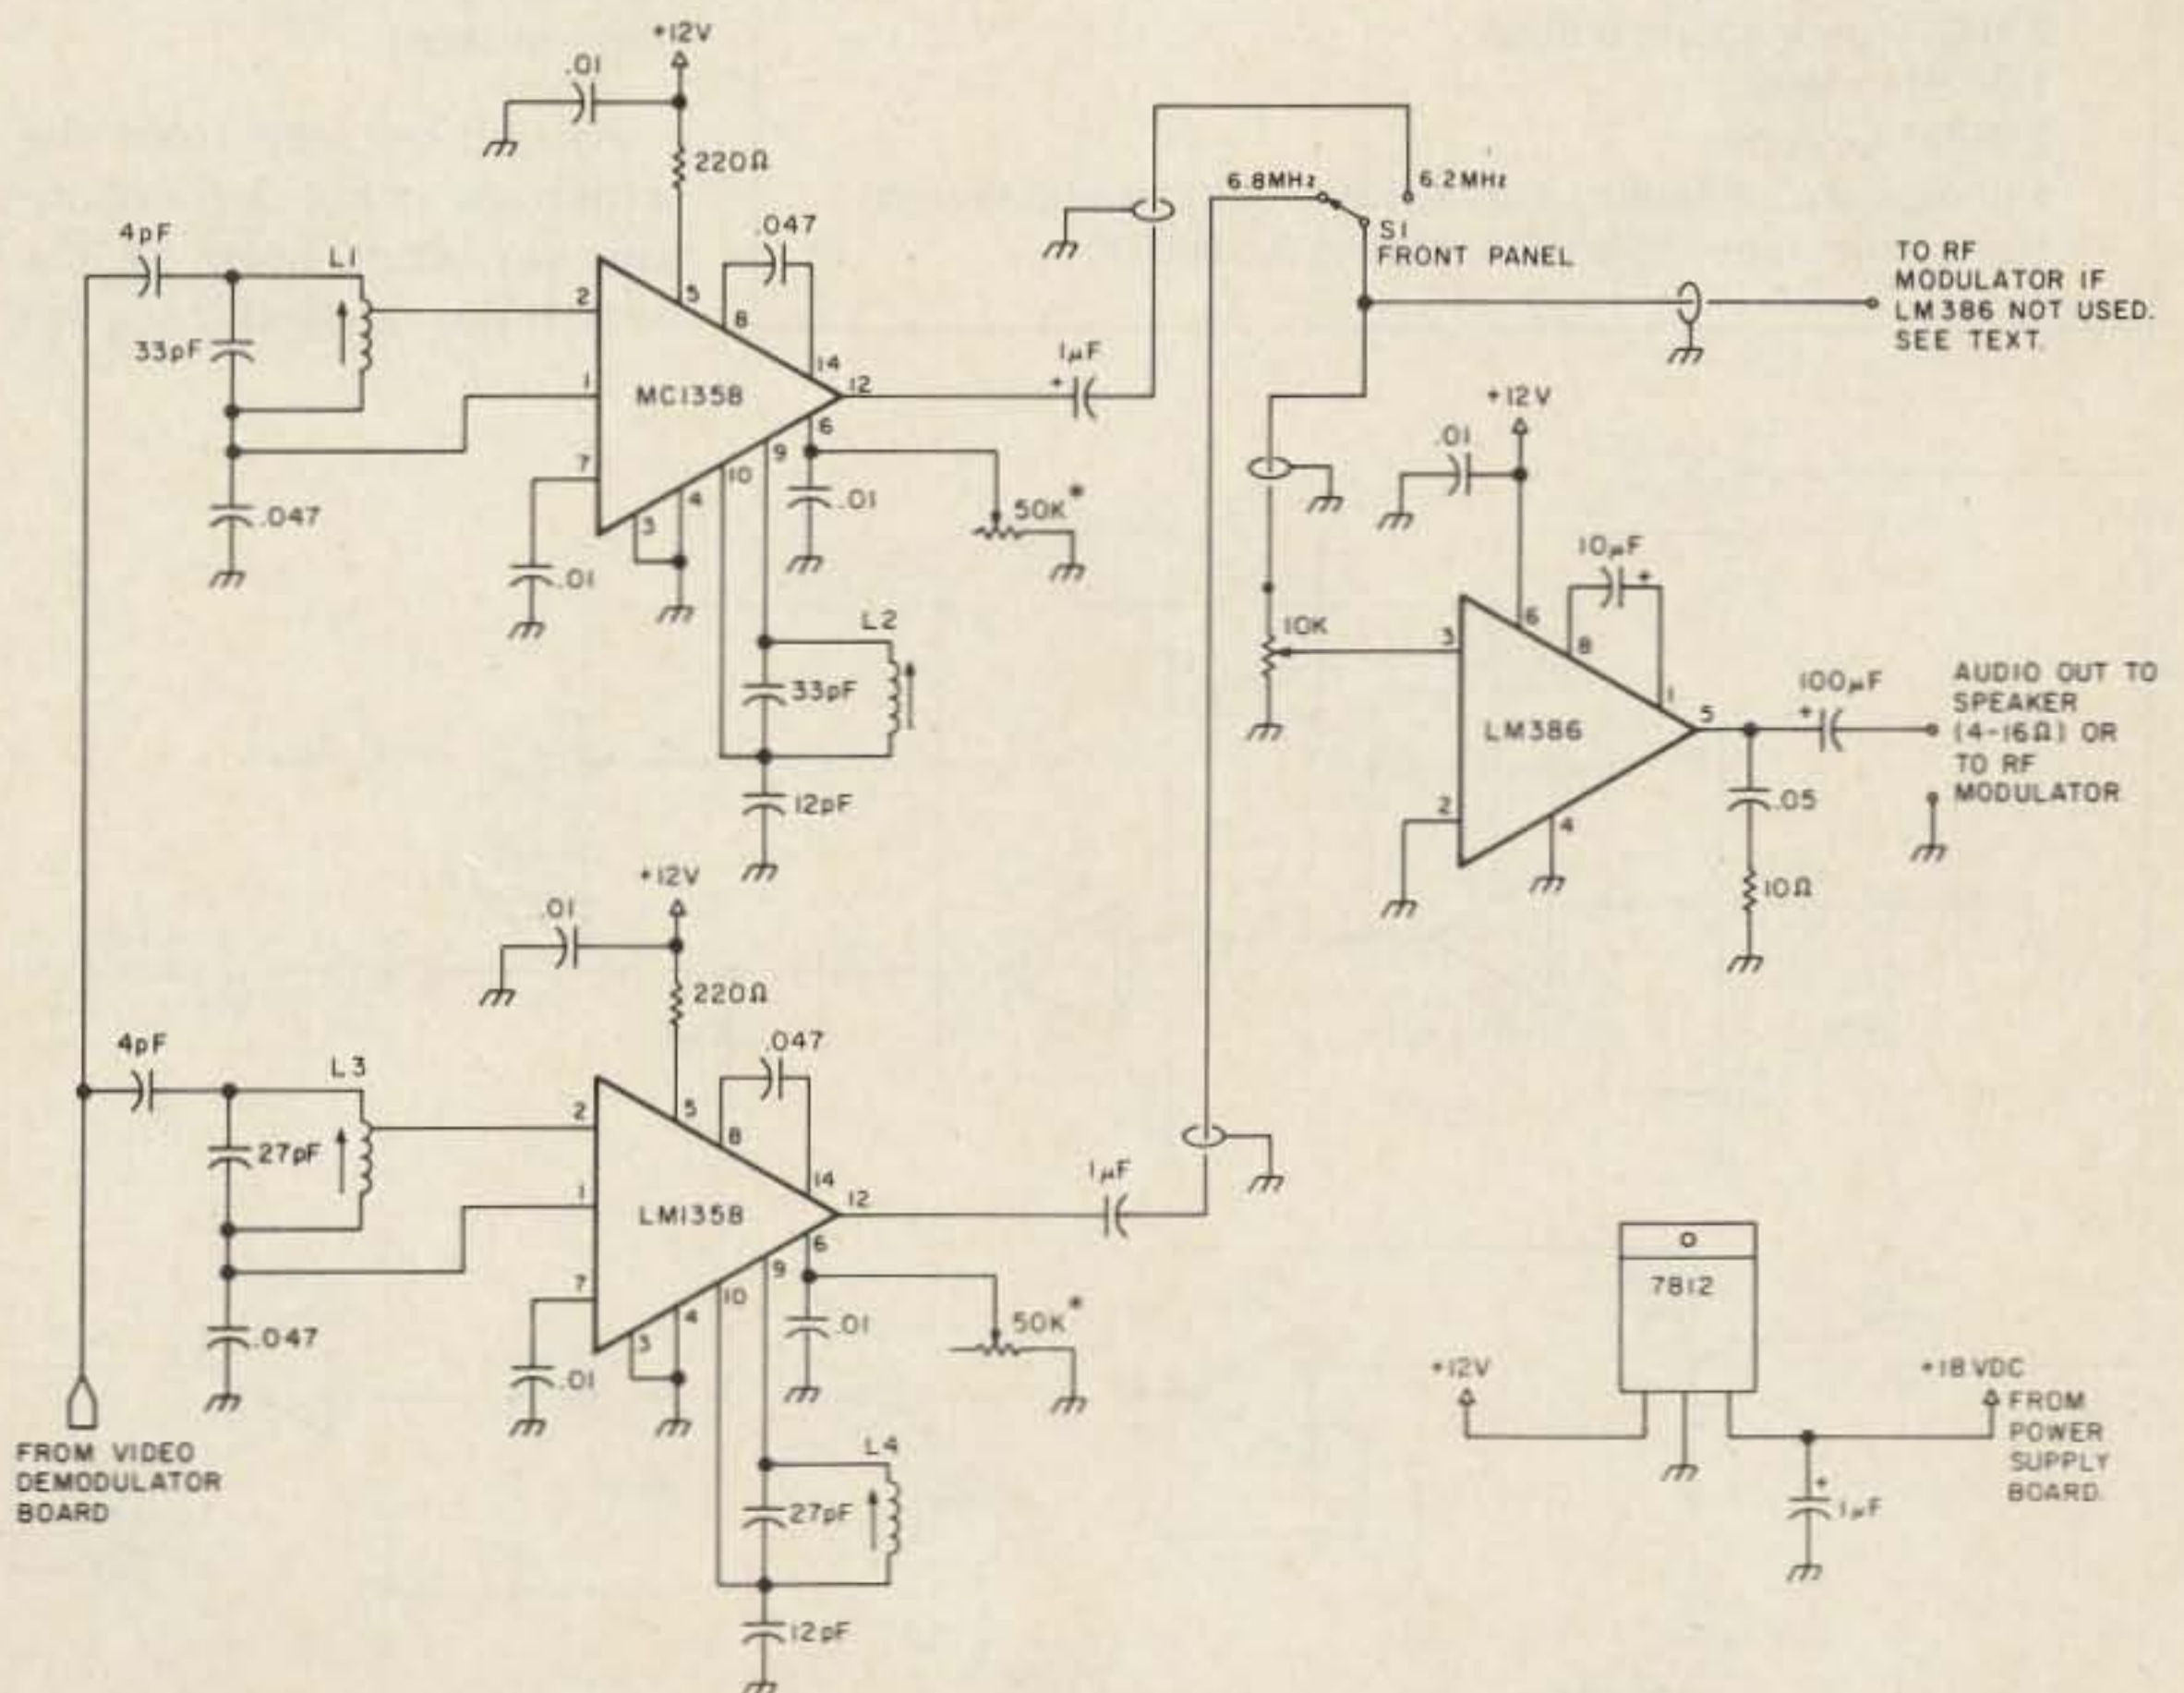 +12V
.01
220Ω
4pF
L1
33pF
.047
2
1
7
5
8
.047
14
MC1358
12
6
9
10
4
3
.01
.01
50K*
1µF
+
L2
33pF
12pF
6.8MHz
6.2MHz
S1
FRONT PANEL
TO RF
MODULATOR IF
LM386 NOT USED.
SEE TEXT.
+12V
.01
10µF
+
10K
3
6
8
1
LM386
5
2
4
100µF
+
.05
10Ω
AUDIO OUT TO
SPEAKER
(4-16Ω) OR
TO RF
MODULATOR
+12V
.01
220Ω
4pF
L3
27pF
.047
2
1
7
5
8
.047
14
LM1358
12
6
9
10
4
3
.01
.01
50K*
1µF
L4
27pF
12pF
FROM VIDEO
DEMODULATOR
BOARD
7812
+12V
+18VDC
FROM
POWER
SUPPLY
BOARD.
+
1µF